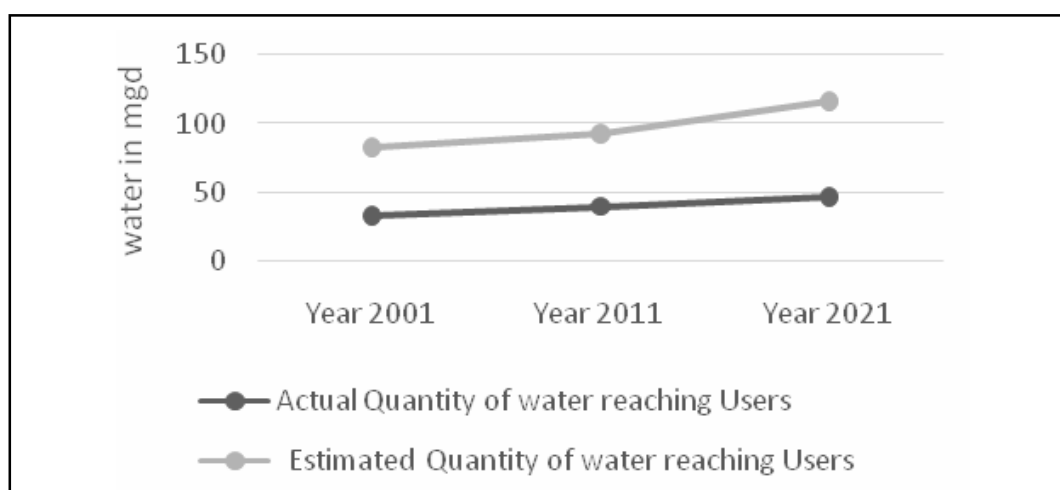 150
100
50
0
water in mgd
Year 2001 Year 2011 Year 2021
Actual Quantity of water reaching Users
Estimated Quantity of water reaching Users